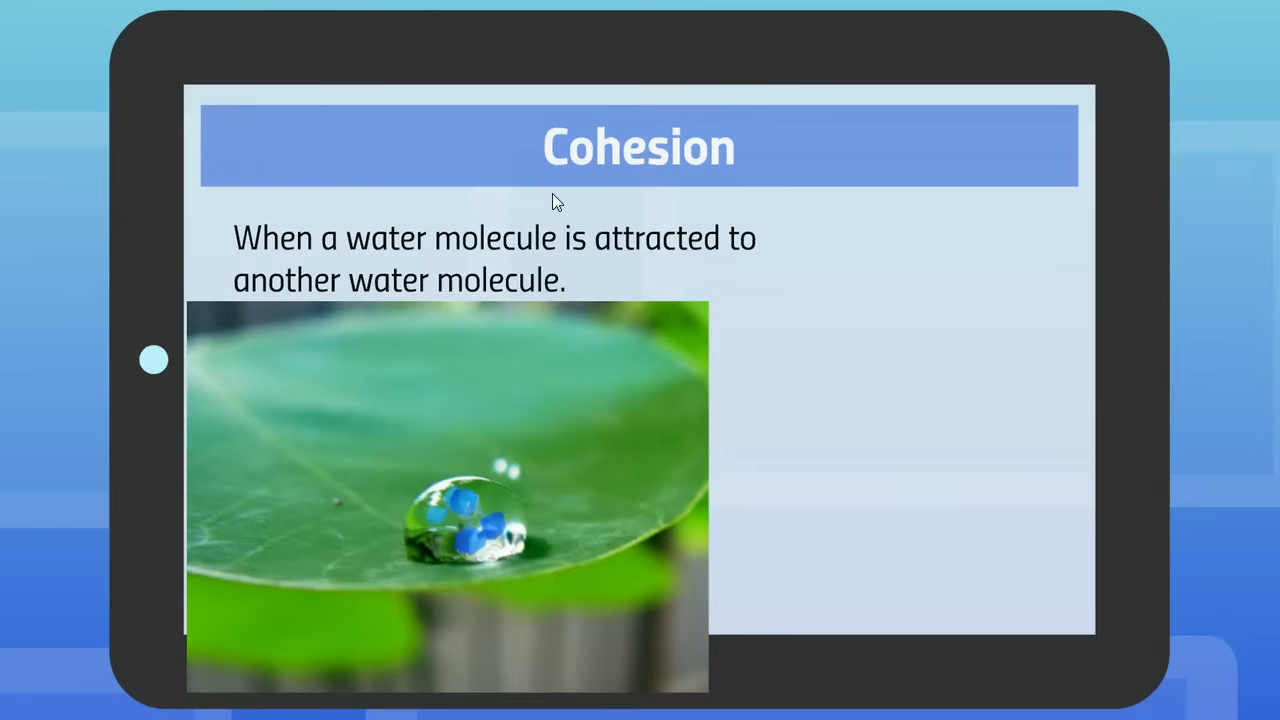 Cohesion
When a water molecule is attracted to
another water molecule.